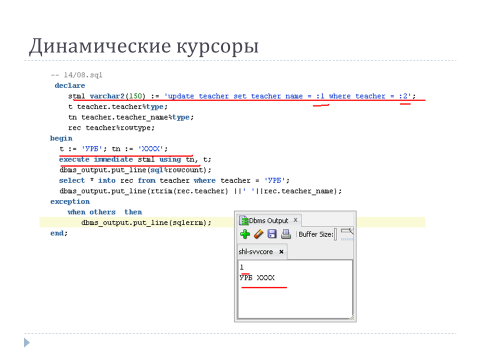 Динамические курсоры
-- 14/08.sql
declare
stm1 varchar2(150) := 'update teacher set teacher_name = :1 where teacher = :2';
t teacher.teacher%type;
tn teacher.teacher_name%type;
rec teacher%rowtype;
begin
t := 'УРБ'; tn := 'XXXX';
execute immediate stm1 using tn, t;
dbms_output.put_line(sql%rowcount);
select * into rec from teacher where teacher = 'УРБ';
dbms_output.put_line(rtrim(rec.teacher) ||' '||rec.teacher_name);
exception
when others then
dbms_output.put_line(sqlerrm);
end;
Dbms Output x
Buffer Size:
shl-svvcore x
1
УРБ XXXX